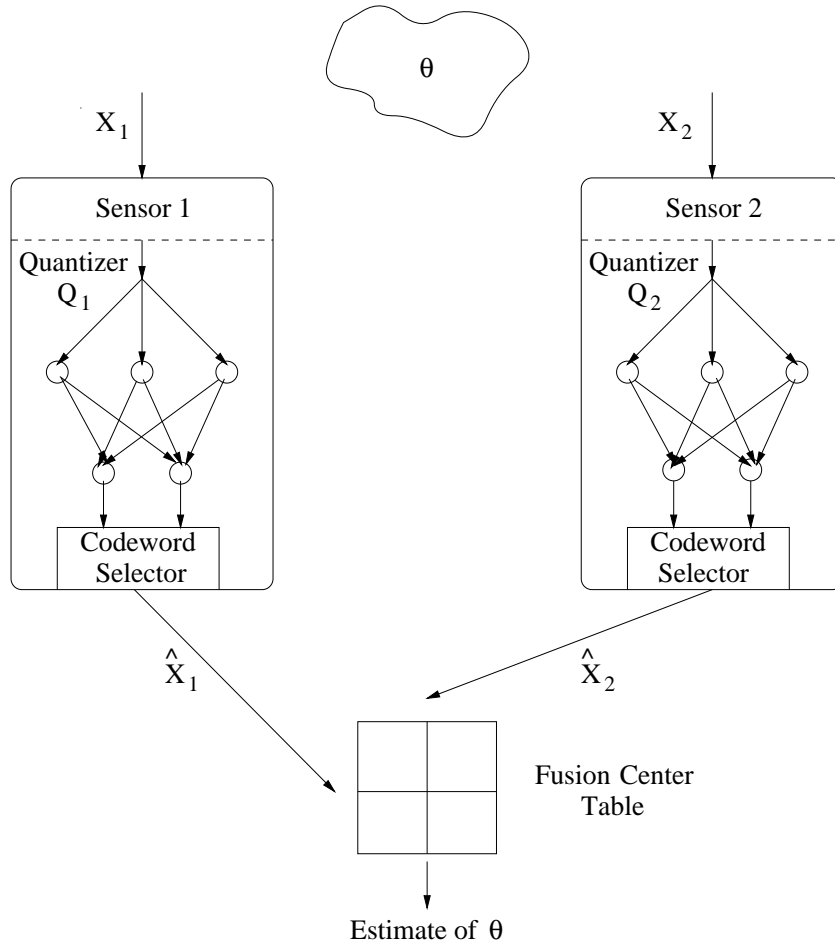 θ
X1
X2
Sensor 1
Sensor 2
Quantizer
Q1
Quantizer
Q2
Codeword
Selector
Codeword
Selector
X̂1
X̂2
Fusion Center
Table
Estimate of θ